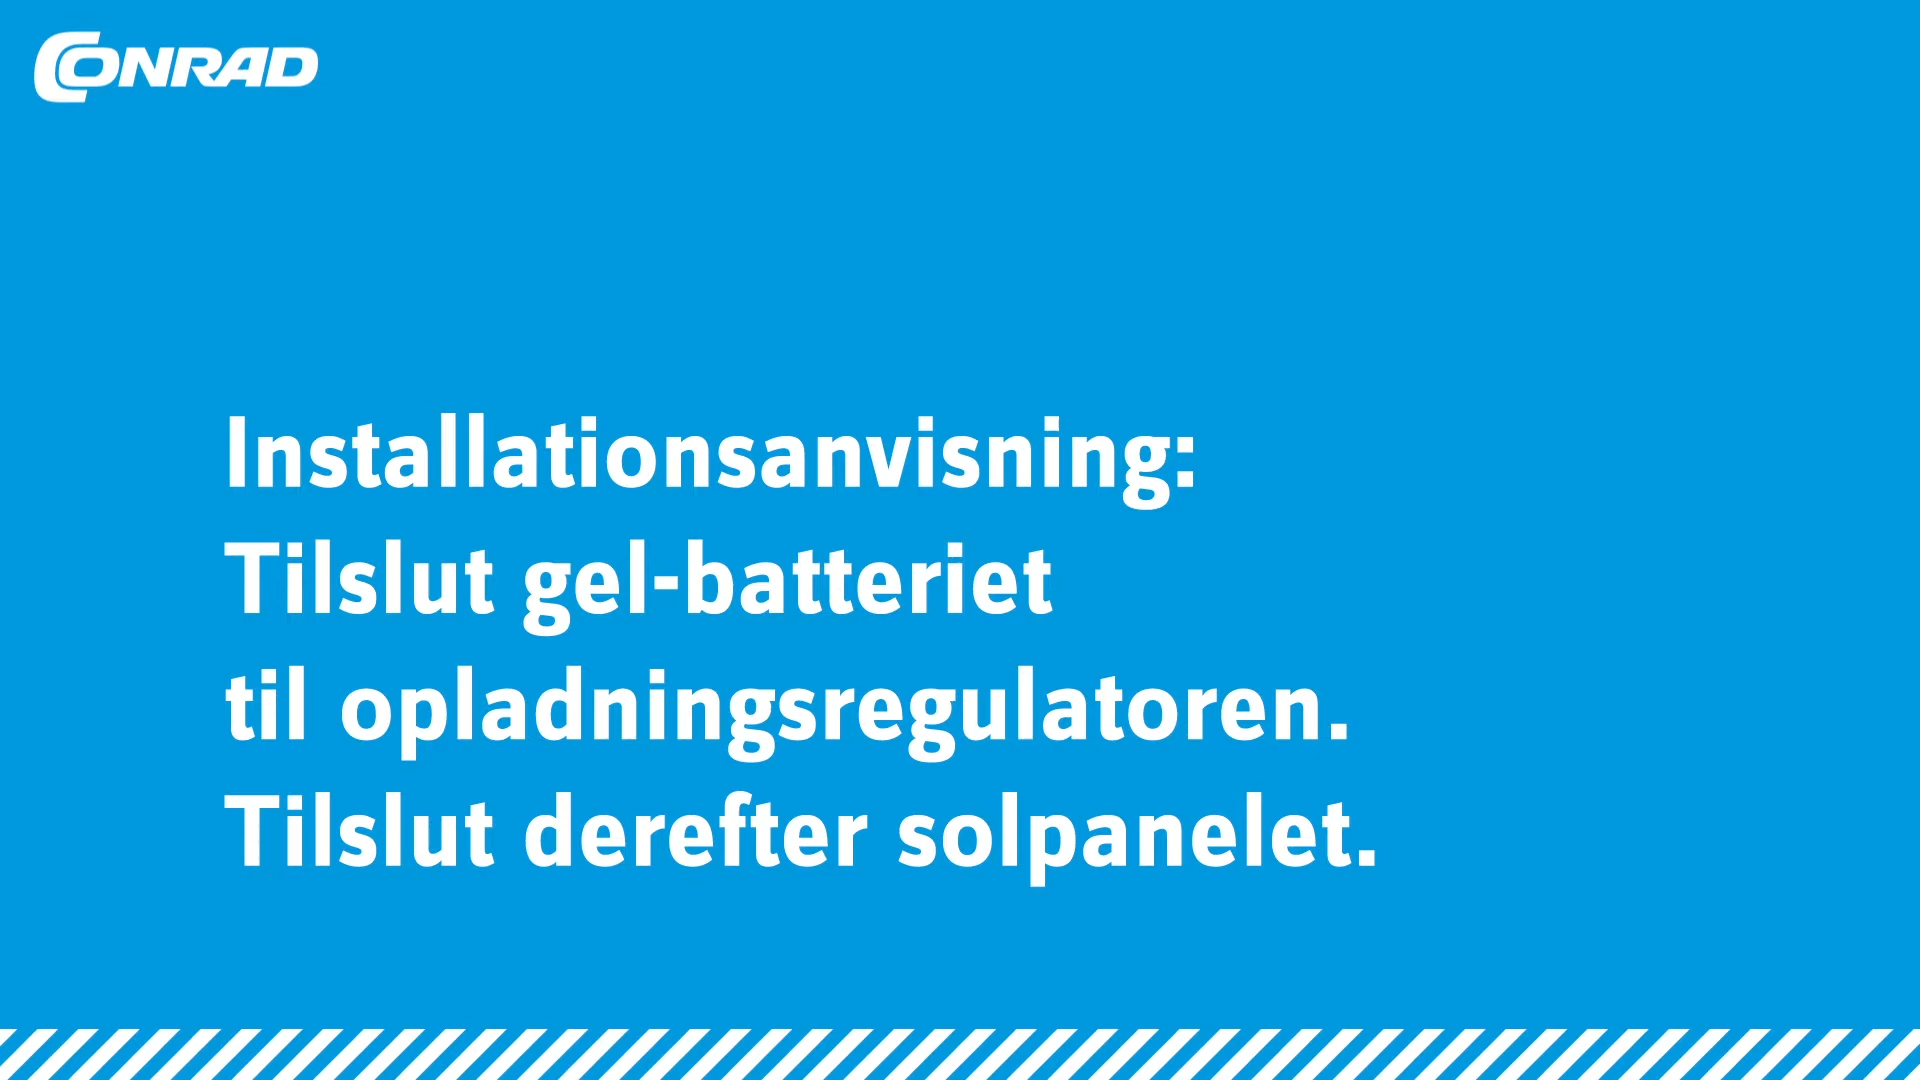 CONRAD
Installationsanvisning:
Tilslut gel-batteriet
til opladningsregulatoren.
Tilslut derefter solpanelet.